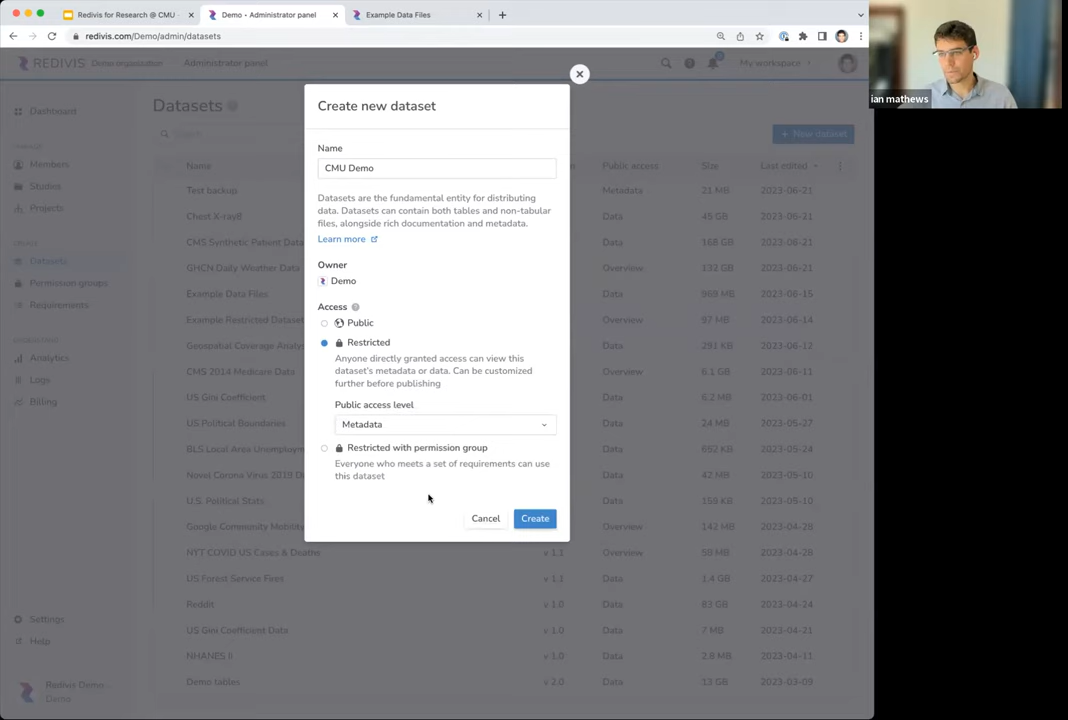 Redivis for Research @ CMU -
Demo • Administrator panel
Example Data Files
redivis.com/Demo/admin/datasets
REDIVIS
Demo organization
Administrator panel
My workspace
ian mathews
Dashboard
Members
Studies
Projects
Datasets
Permission groups
Requirements
Analytics
Logs
Billing
Settings
Help
Redivis Demo...
Demo
Datasets
Search
+ New dataset
Name
Public access
Size
Last edited
Test backup
Metadata
21 MB
2023-06-21
Chest X-ray8
Data
45 GB
2023-06-21
CMS Synthetic Patient Data
Data
168 GB
2023-06-21
GHCN Daily Weather Data
Overview
132 GB
2023-06-21
Example Data Files
Data
969 MB
2023-06-15
Example Restricted Dataset
Overview
97 MB
2023-06-14
Geospatial Coverage Analys
Data
291 KB
2023-06-12
CMS 2014 Medicare Data
Overview
6.1 GB
US Gini Coefficient
Data
6.2 MB
2023-06-01
US Political Boundaries
Data
24 MB
2023-05-27
BLS Local Area Unemploym
Data
652 KB
Novel Corona Virus 2019 D
Data
42 MB
2023-05-10
U.S. Political Stats
Data
159 KB
2023-05-10
Google Community Mobility
Overview
142 MB
2023-04-28
NYT COVID US Cases & Deaths
v 1.1
Overview
59 MB
2023-04-28
US Forest Service Fires
v 1.1
Data
1.4 GB
2023-04-27
Reddit
v 1.0
Data
83 GB
2023-04-24
US Gini Coefficient Data
v 1.0
Data
7 MB
2023-04-21
NHANES II
v 1.0
Data
2.8 MB
2023-04-11
Demo tables
v 2.0
Data
13 GB
2023-03-09
Create new dataset
Name
CMU Demo
Datasets are the fundamental entity for distributing
data. Datasets can contain both tables and non-tabular
files, alongside rich documentation and metadata.
Learn more
Owner
Demo
Access
Public
Restricted
Anyone directly granted access can view this
dataset's metadata or data. Can be customized
further before publishing
Public access level
Metadata
Restricted with permission group
Everyone who meets a set of requirements can use
this dataset
Cancel
Create